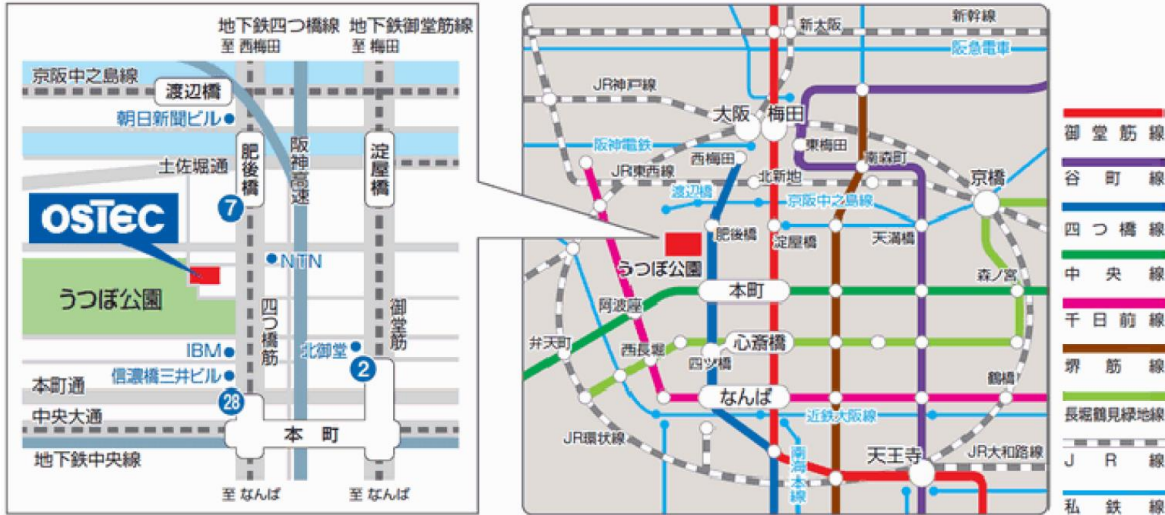 地下鉄四つ橋線
至 西梅田
地下鉄御堂筋線
至 梅田
京阪中之島線
渡辺橋
朝日新聞ビル
肥後橋
阪神高速
淀屋橋
土佐堀通
7
OSTEC
NTN
うつぼ公園
四つ橋筋
御堂筋
IBM
北御堂
2
信濃橋三井ビル
本町通
28
中央大通
本町
地下鉄中央線
至 なんば
至 なんば
新大阪
新幹線
阪急電車
JR神戸線
大阪
梅田
阪神電鉄
西梅田
東梅田
南森町
JR東西線
北新地
京橋
渡辺橋
京阪中之島線
肥後橋
淀屋橋
天満橋
うつぼ公園
森ノ宮
本町
阿波座
弁天町
心斎橋
西長堀
四ツ橋
鶴橋
なんば
近鉄大阪線
JR環状線
南海本線
天王寺
JR大和路線
御堂筋線
谷町線
四つ橋線
中央線
千日前線
堺筋線
長堀鶴見緑地線
JR線
私鉄線